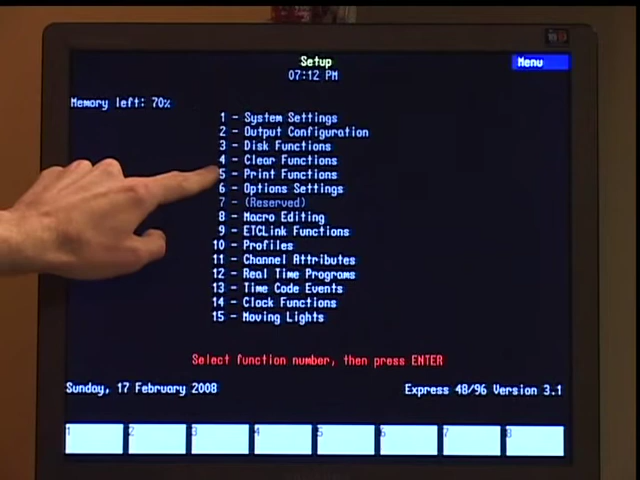 Setup
Menu
07:12 PM
Memory left: 70%
1 - System Settings
2 - Output Configuration
3 - Disk Functions
4 - Clear Functions
5 - Print Functions
6 - Options Settings
7 - (Reserved)
8 - Macro Editing
9 - ETCLink Functions
10 - Profiles
11 - Channel Attributes
12 - Real Time Programs
13 - Time Code Events
14 - Clock Functions
15 - Moving Lights
Select function number, then press ENTER
Sunday, 17 February 2008
Express 48/96 Version 3.1
1 2 3 4 5 6 7 8